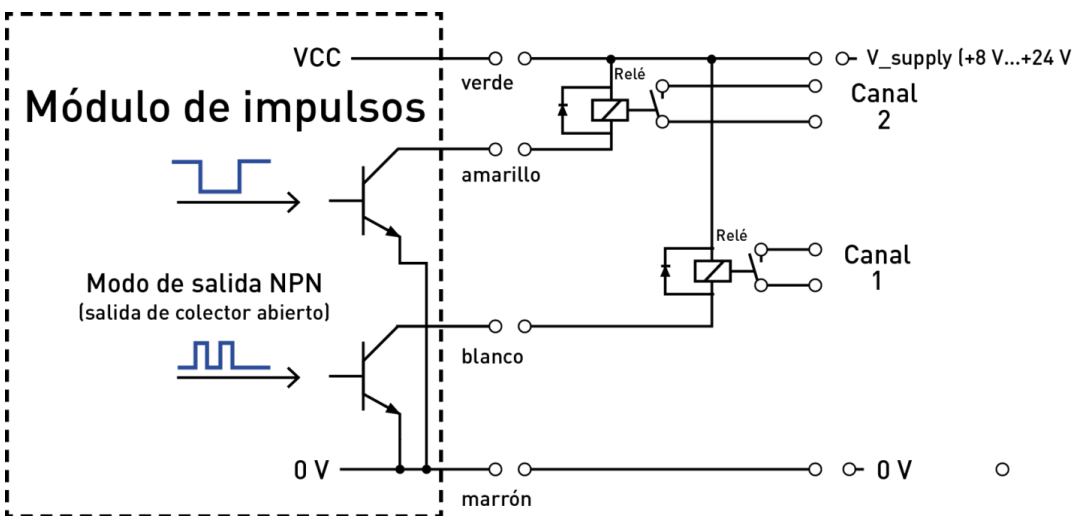 VCC
verde
V_supply (+8 V...+24 V
Relé
Canal
2
Módulo de impulsos
amarillo
Relé
Canal
1
Modo de salida NPN
(salida de colector abierto)
blanco
0 V
0 V
marrón